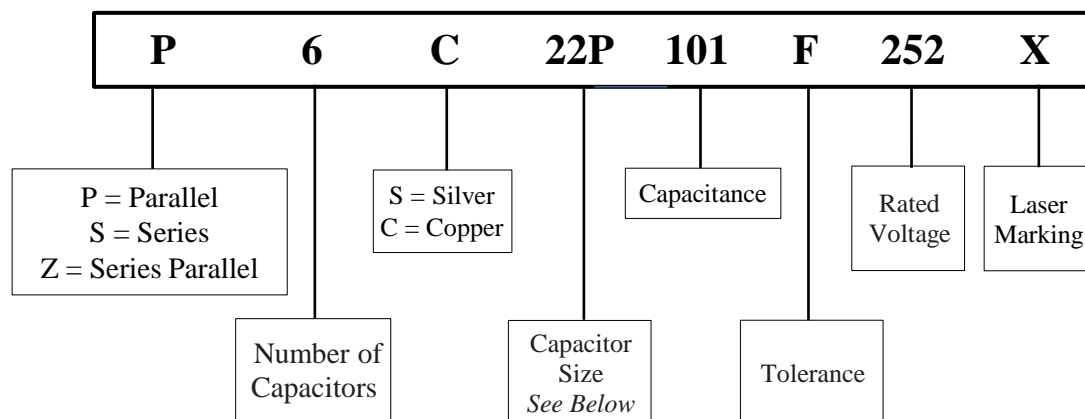 P 6 C 22P 101 F 252 X
P = Parallel
S = Series
Z = Series Parallel
S = Silver
C = Copper
Capacitance
Rated
Voltage
Laser
Marking
Number of
Capacitors
Capacitor
Size
See Below
Tolerance